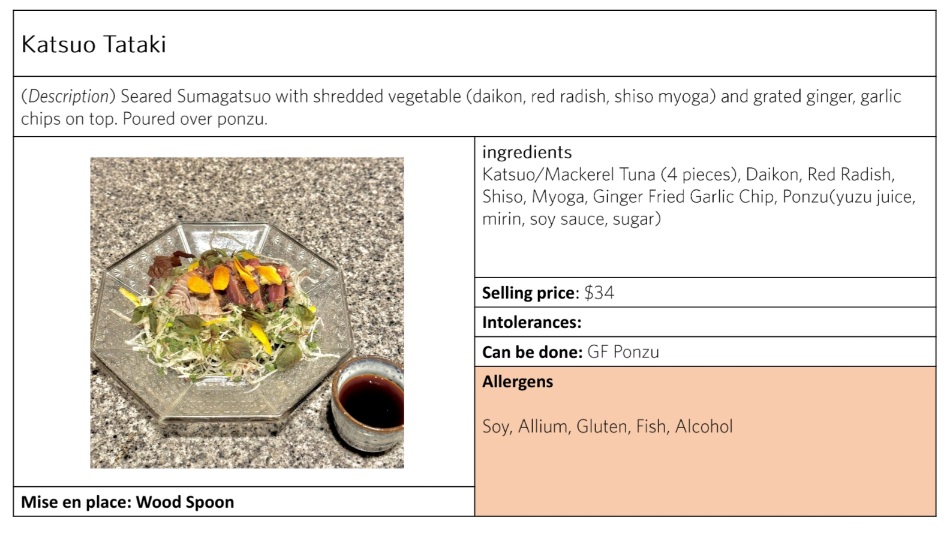 Katsuo Tataki
(Description) Seared Sumagatsuo with shredded vegetable (daikon, red radish, shiso myoga) and grated ginger, garlic
chips on top. Poured over ponzu.
ingredients
Katsuo/Mackerel Tuna (4 pieces), Daikon, Red Radish,
Shiso, Myoga, Ginger Fried Garlic Chip, Ponzu(yuzu juice,
mirin, soy sauce, sugar)
Selling price: $34
Intolerances:
Can be done: GF Ponzu
Allergens
Soy, Allium, Gluten, Fish, Alcohol
Mise en place: Wood Spoon